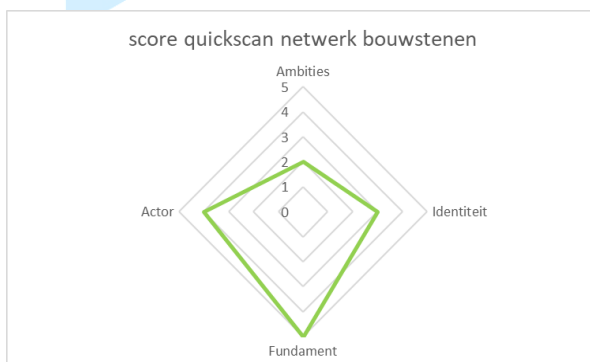 score quickscan netwerk bouwstenen
Ambities
5
4
3
2
1
0
Actor
Identiteit
Fundament